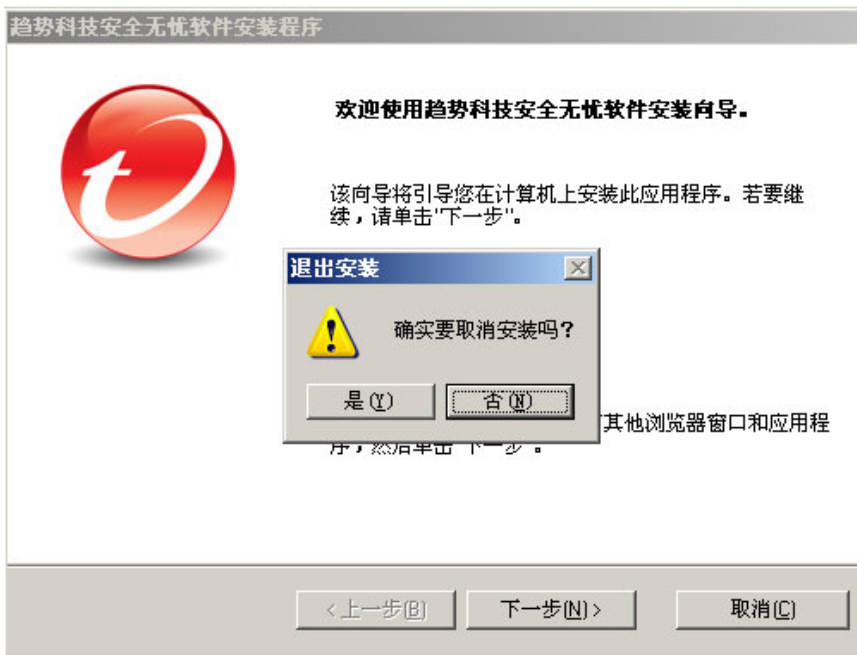 趋势科技安全无忧软件安装程序
欢迎使用趋势科技安全无忧软件安装向导。
该向导将引导您在计算机上安装此应用程序。若要继
续，请单击"下一步"。
退出安装
确实要取消安装吗？
是(Y)
否(N)
其他浏览器窗口和应用程
序，然后单击"下一步"。
<上一步(B)
下一步(N)>
取消(C)